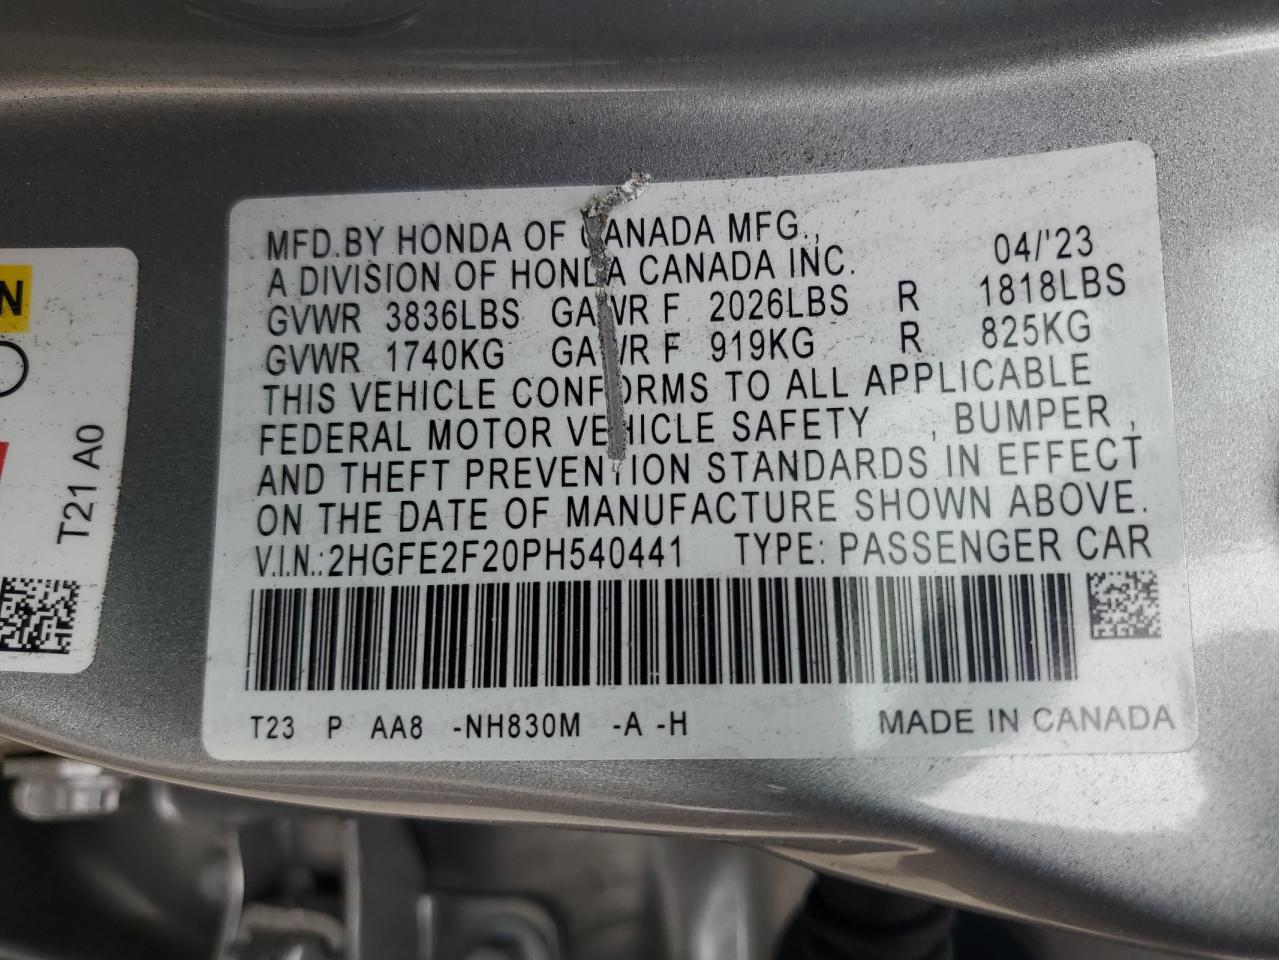 N
T21 A0
MFD.BY HONDA OF CANADA MFG.,
A DIVISION OF HONDA CANADA INC. 04/'23
GVWR 3836LBS GAWR F 2026LBS R 1818LBS
GVWR 1740KG GAWR F 919KG R 825KG
THIS VEHICLE CONFORMS TO ALL APPLICABLE
FEDERAL MOTOR VEHICLE SAFETY , BUMPER ,
AND THEFT PREVENTION STANDARDS IN EFFECT
ON THE DATE OF MANUFACTURE SHOWN ABOVE.
V.I.N.:2HGFE2F20PH540441 TYPE: PASSENGER CAR
T23 P AA8 -NH830M -A -H MADE IN CANADA